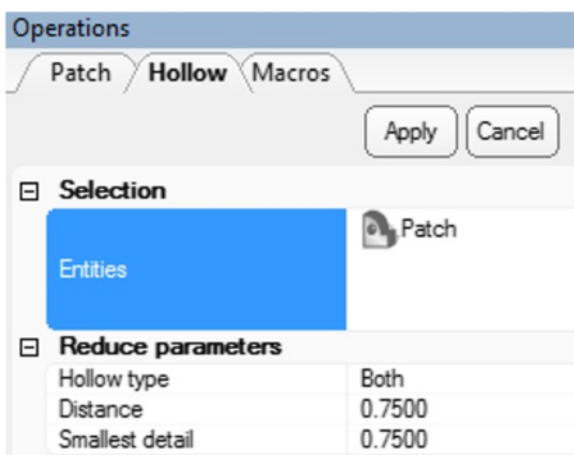 Operations
Patch Hollow Macros
Apply Cancel
Selection
Entities Patch
Reduce parameters
Hollow type Both
Distance 0.7500
Smallest detail 0.7500